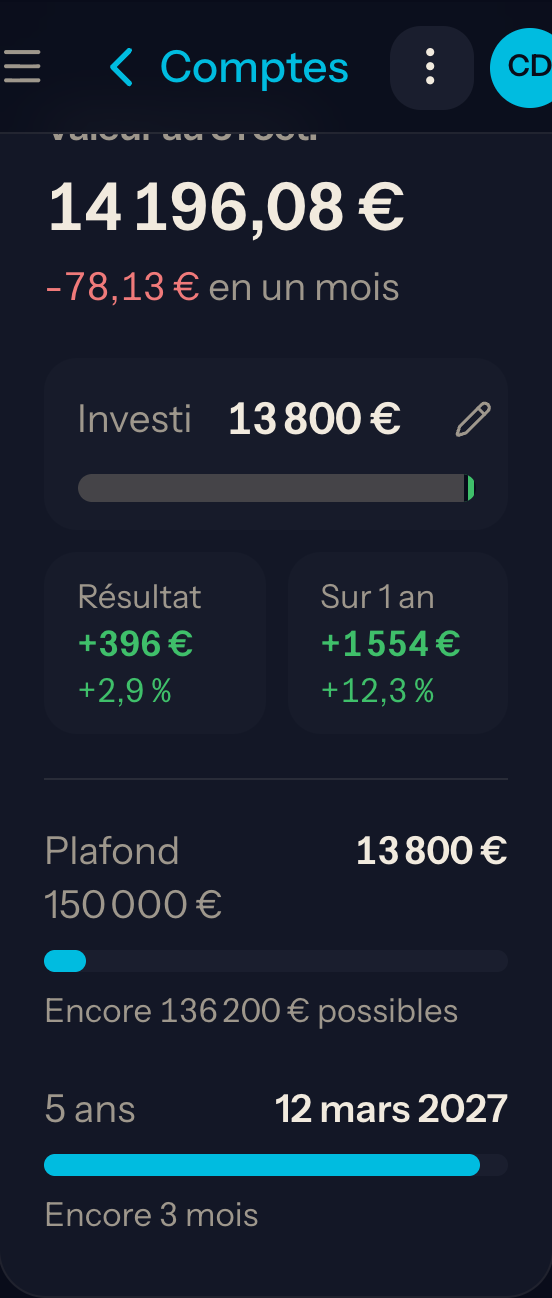 Comptes
CD
14 196,08 €
-78,13 € en un mois
Investi 13 800 €
Résultat
+396 €
+2,9 %
Sur 1 an
+1 554 €
+12,3 %
Plafond 13 800 €
150 000 €
Encore 136 200 € possibles
5 ans 12 mars 2027
Encore 3 mois